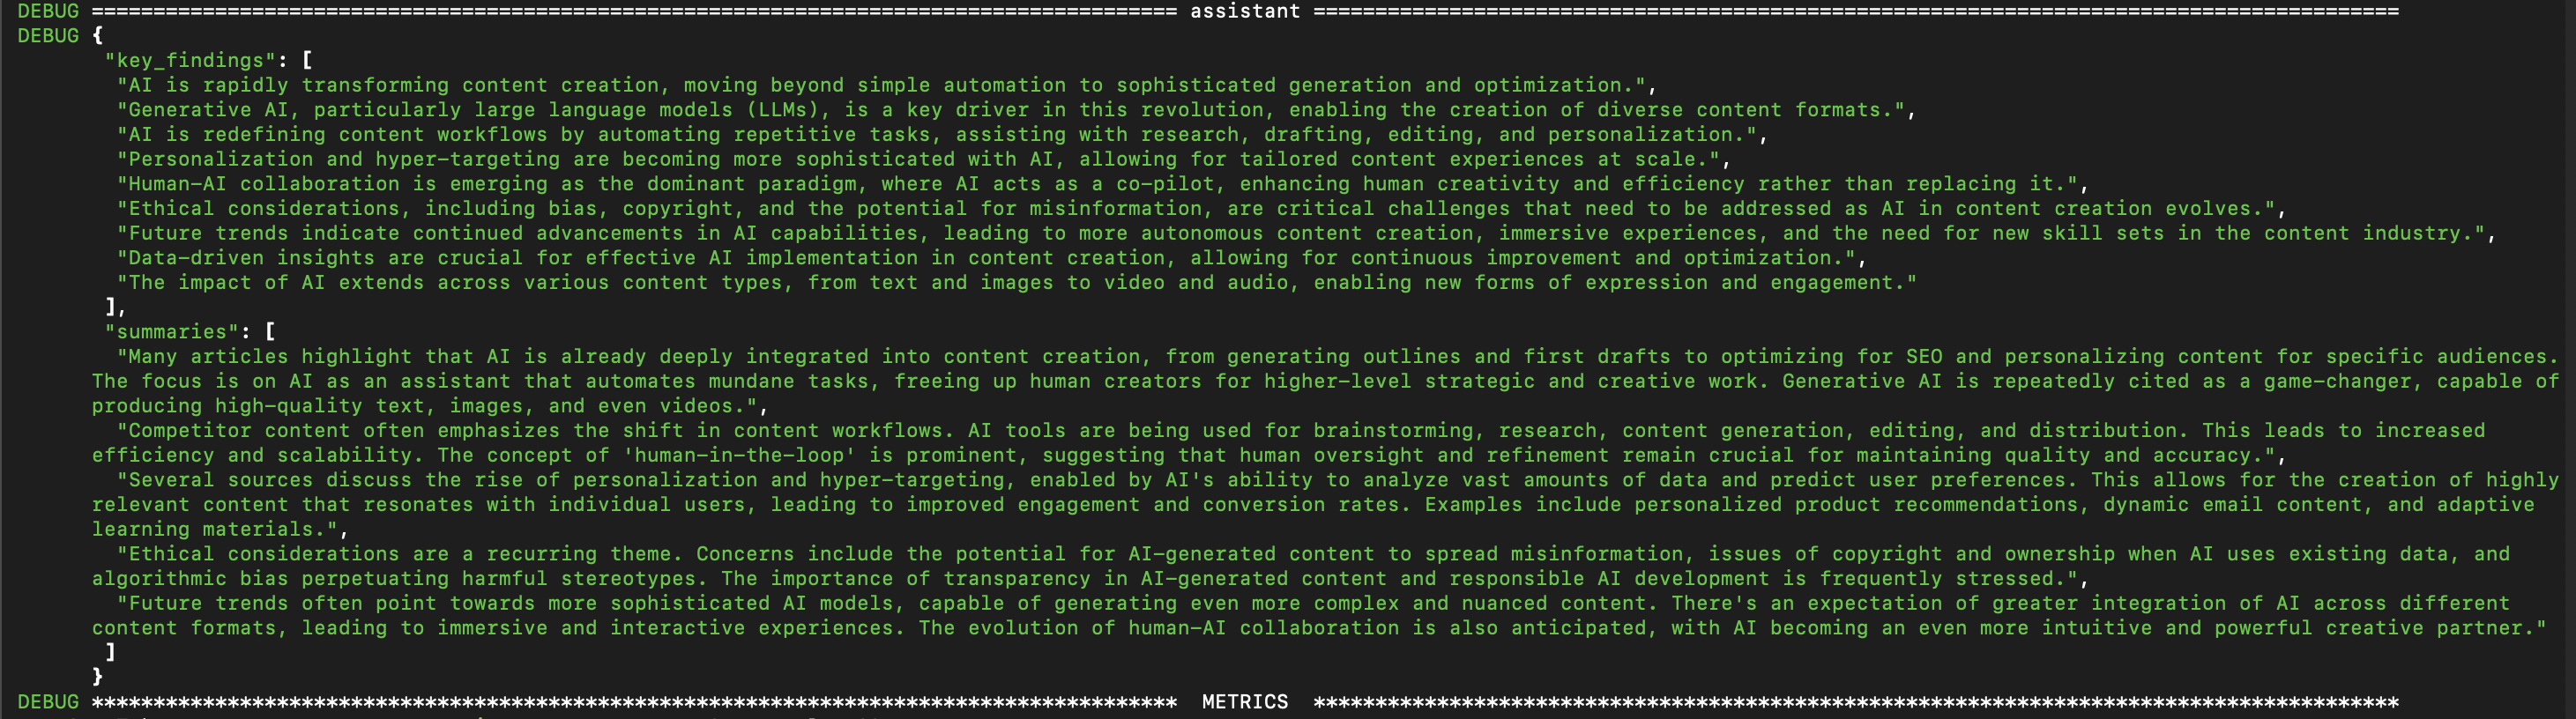 DEBUG ======================================================================================== assistant ========================================================================================
DEBUG {
"key_findings": [
"AI is rapidly transforming content creation, moving beyond simple automation to sophisticated generation and optimization.",
"Generative AI, particularly large language models (LLMs), is a key driver in this revolution, enabling the creation of diverse content formats.",
"AI is redefining content workflows by automating repetitive tasks, assisting with research, drafting, editing, and personalization.",
"Personalization and hyper-targeting are becoming more sophisticated with AI, allowing for tailored content experiences at scale.",
"Human-AI collaboration is emerging as the dominant paradigm, where AI acts as a co-pilot, enhancing human creativity and efficiency rather than replacing it.",
"Ethical considerations, including bias, copyright, and the potential for misinformation, are critical challenges that need to be addressed as AI in content creation evolves.",
"Future trends indicate continued advancements in AI capabilities, leading to more autonomous content creation, immersive experiences, and the need for new skill sets in the content industry.",
"Data-driven insights are crucial for effective AI implementation in content creation, allowing for continuous improvement and optimization.",
"The impact of AI extends across various content types, from text and images to video and audio, enabling new forms of expression and engagement."
],
"summaries": [
"Many articles highlight that AI is already deeply integrated into content creation, from generating outlines and first drafts to optimizing for SEO and personalizing content for specific audiences.
The focus is on AI as an assistant that automates mundane tasks, freeing up human creators for higher-level strategic and creative work. Generative AI is repeatedly cited as a game-changer, capable of
producing high-quality text, images, and even videos.",
"Competitor content often emphasizes the shift in content workflows. AI tools are being used for brainstorming, research, content generation, editing, and distribution. This leads to increased
efficiency and scalability. The concept of 'human-in-the-loop' is prominent, suggesting that human oversight and refinement remain crucial for maintaining quality and accuracy.",
"Several sources discuss the rise of personalization and hyper-targeting, enabled by AI's ability to analyze vast amounts of data and predict user preferences. This allows for the creation of highly
relevant content that resonates with individual users, leading to improved engagement and conversion rates. Examples include personalized product recommendations, dynamic email content, and adaptive
learning materials.",
"Ethical considerations are a recurring theme. Concerns include the potential for AI-generated content to spread misinformation, issues of copyright and ownership when AI uses existing data, and
algorithmic bias perpetuating harmful stereotypes. The importance of transparency in AI-generated content and responsible AI development is frequently stressed.",
"Future trends often point towards more sophisticated AI models, capable of generating even more complex and nuanced content. There's an expectation of greater integration of AI across different
content formats, leading to immersive and interactive experiences. The evolution of human-AI collaboration is also anticipated, with AI becoming an even more intuitive and powerful creative partner."
]
}
DEBUG **************************************************************************************** METRICS ****************************************************************************************